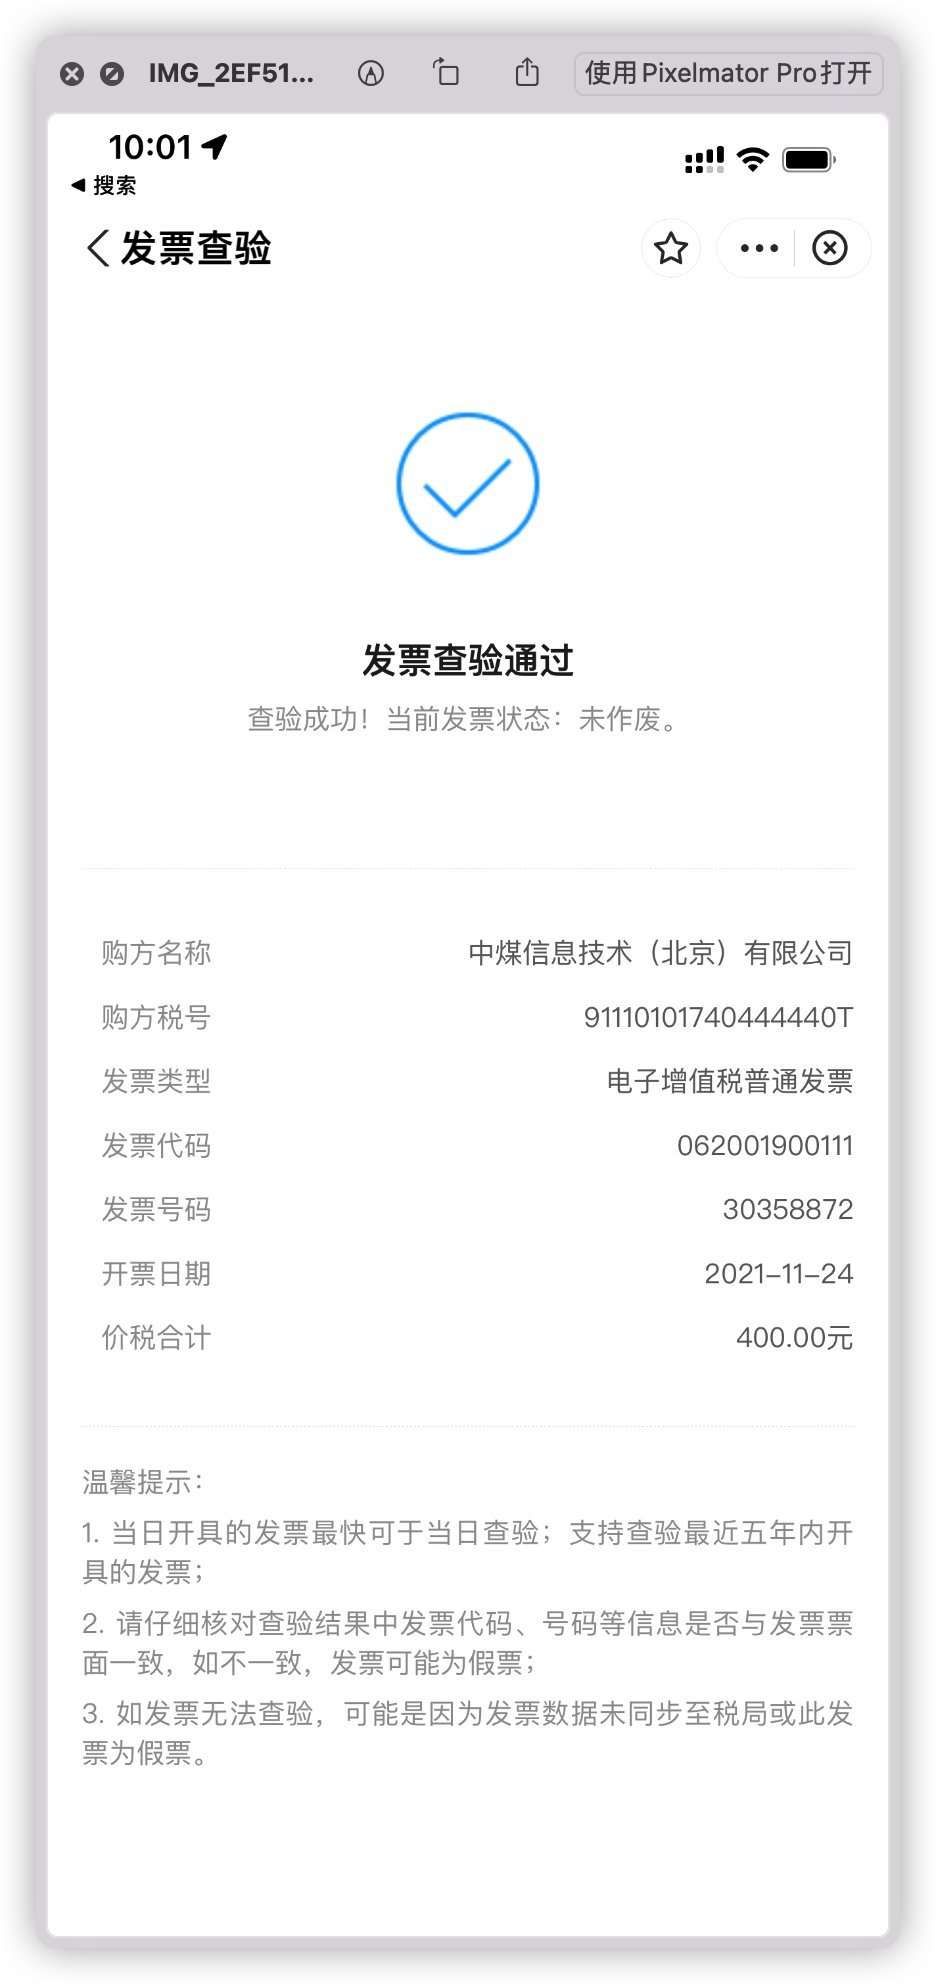 IMG_2EF51...
使用Pixelmator Pro打开
10:01
◀ 搜索
发票查验
发票查验通过
查验成功！当前发票状态：未作废。
购方名称 中煤信息技术（北京）有限公司
购方税号 91110101740444440T
发票类型 电子增值税普通发票
发票代码 062001900111
发票号码 30358872
开票日期 2021-11-24
价税合计 400.00元
温馨提示：
1. 当日开具的发票最快可于当日查验；支持查验最近五年内开
具的发票；
2. 请仔细核对查验结果中发票代码、号码等信息是否与发票票
面一致，如不一致，发票可能为假票；
3. 如发票无法查验，可能是因为发票数据未同步至税局或此发
票为假票。